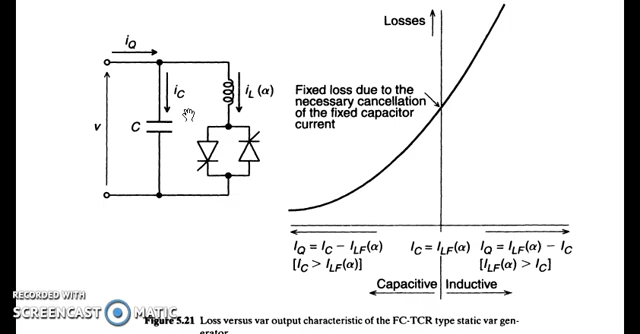 Losses
iQ
iC
iL (α)
v
C
Fixed loss due to the
necessary cancellation
of the fixed capacitor
current
IQ = IC − ILF(α)
[IC > ILF(α)]
IC = ILF(α)
IQ = ILF(α) − IC
[ILF(α) > IC]
Capacitive
Inductive
RECORDED WITH
SCREENCAST MATIC
Figure 5.21 Loss versus var output characteristic of the FC-TCR type static var gen-
erator